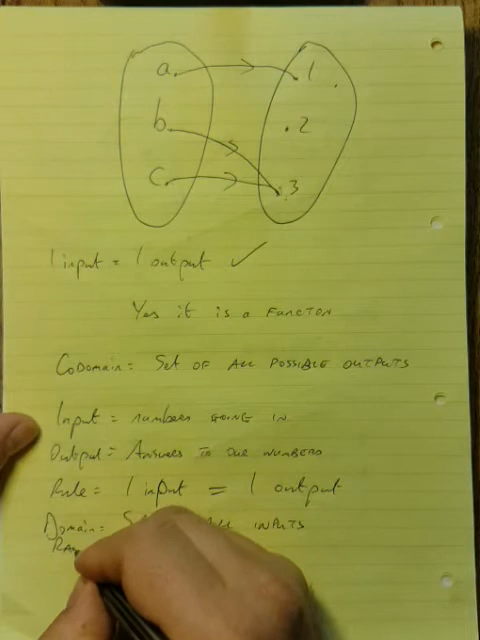 a 1
b 2
c 3
1 input = 1 output ✓
Yes it is a Functon
Codomain = Set OF ALL POSSIBLE OUTPUTS
Input = numbers GOING IN
Output = Answers TO OUR NUMBERS
Rule = 1 input = 1 output
Domain = INPUTS